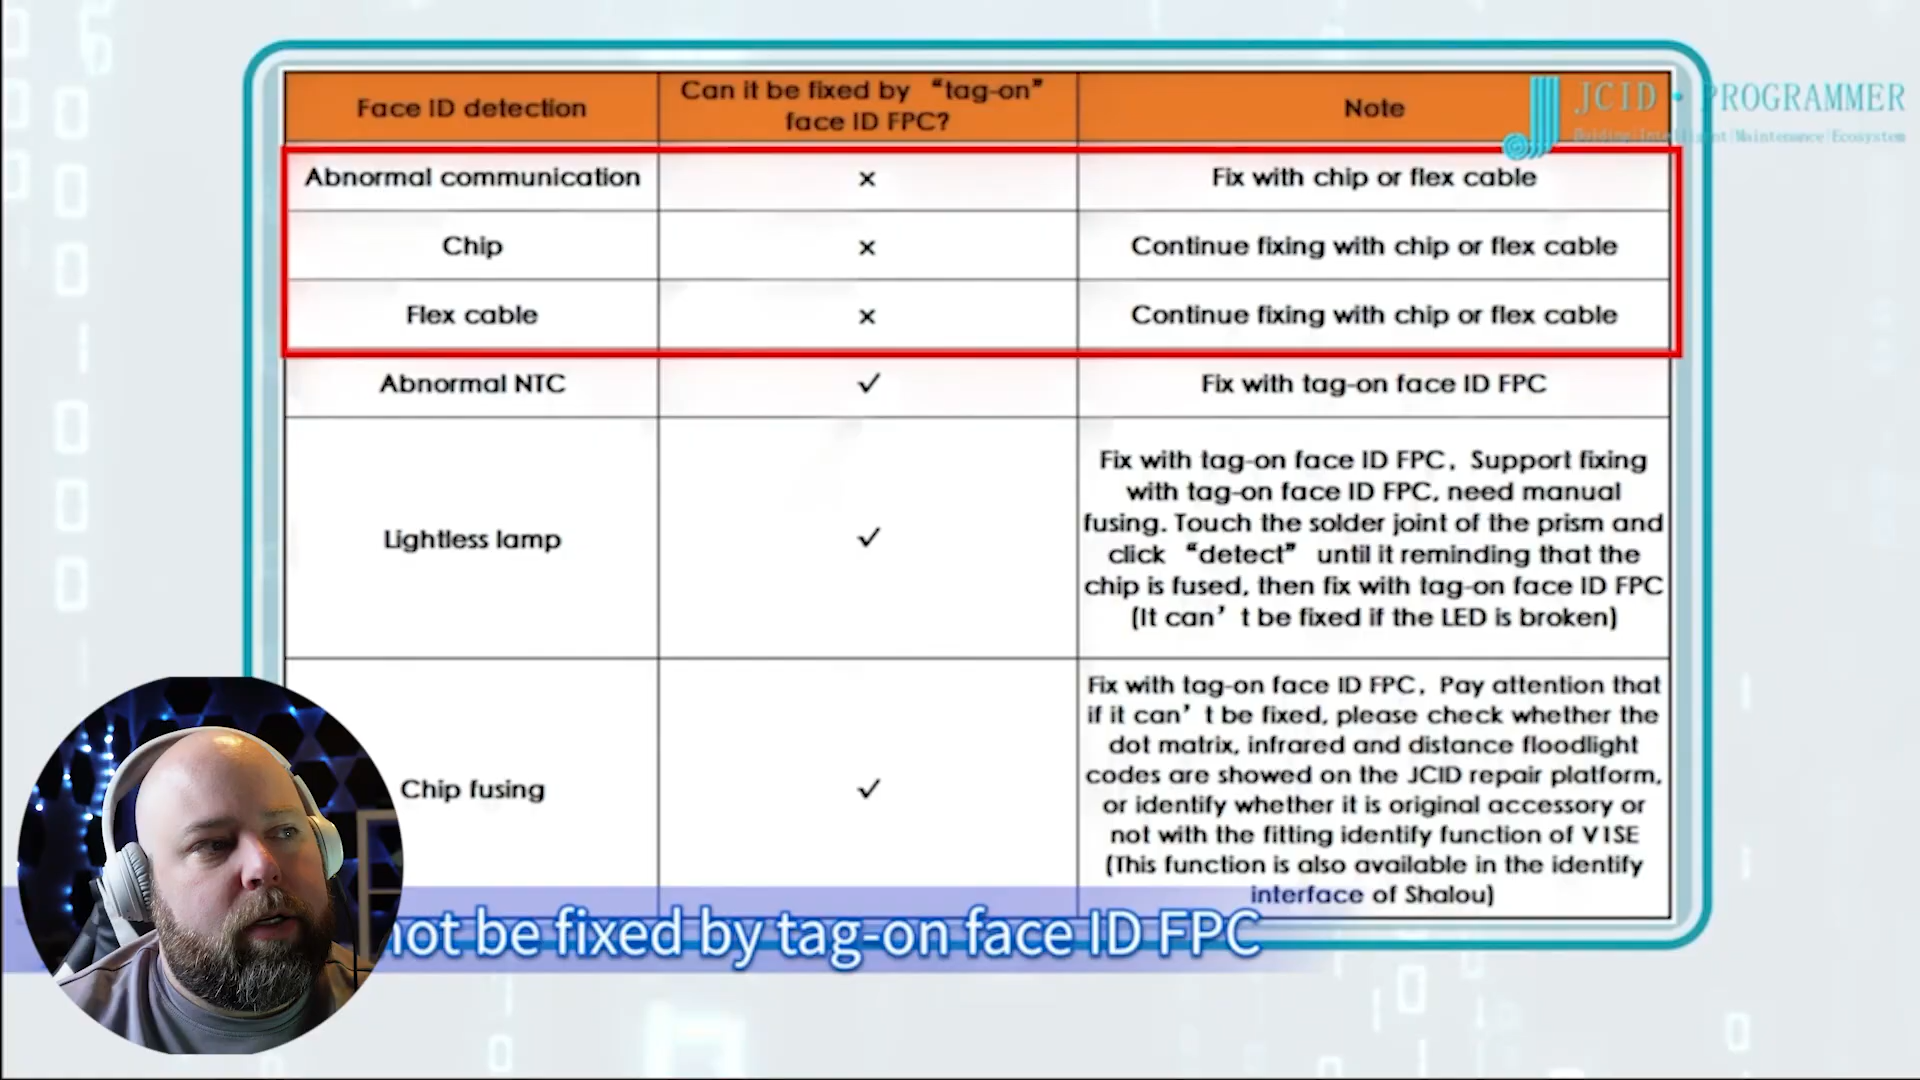 Face ID detection
Can it be fixed by “tag-on”
face ID FPC?
Note
JCID • PROGRAMMER
Building Intelligent Maintenance Ecosystem
Abnormal communication
×
Fix with chip or flex cable
Chip
×
Continue fixing with chip or flex cable
Flex cable
×
Continue fixing with chip or flex cable
Abnormal NTC
✓
Fix with tag-on face ID FPC
Lightless lamp
✓
Fix with tag-on face ID FPC, Support fixing
with tag-on face ID FPC, need manual
fusing. Touch the solder joint of the prism and
click “detect” until it reminding that the
chip is fused, then fix with tag-on face ID FPC
(It can’t be fixed if the LED is broken)
Chip fusing
✓
Fix with tag-on face ID FPC, Pay attention that
if it can’t be fixed, please check whether the
dot matrix, infrared and distance floodlight
codes are showed on the JCID repair platform,
or identify whether it is original accessory or
not with the fitting identify function of V1SE
(This function is also available in the identify
interface of Shalou)
not be fixed by tag-on face ID FPC